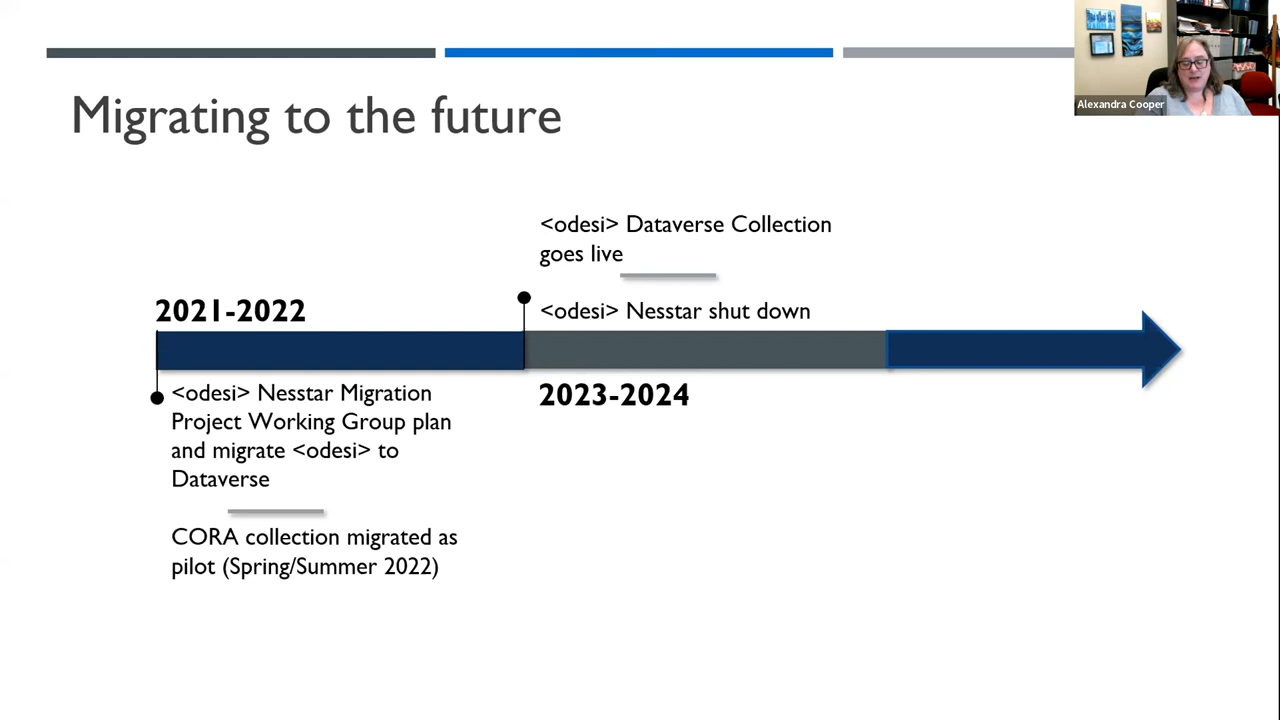 Alexandra Cooper
Migrating to the future
<odesi> Dataverse Collection
goes live
2021-2022
<odesi> Nesstar shut down
<odesi> Nesstar Migration
Project Working Group plan
and migrate <odesi> to
Dataverse
2023-2024
CORA collection migrated as
pilot (Spring/Summer 2022)